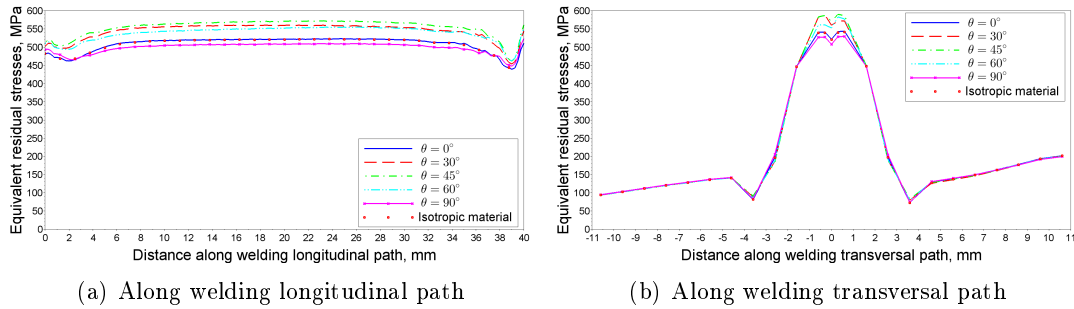 600
550
500
450
400
350
300
250
200
150
100
50
0
Equivalent residual stresses, MPa
θ = 0°
θ = 30°
θ = 45°
θ = 60°
θ = 90°
Isotropic material
0 2 4 6 8 10 12 14 16 18 20 22 24 26 28 30 32 34 36 38 40
Distance along welding longitudinal path, mm
(a) Along welding longitudinal path
600
550
500
450
400
350
300
250
200
150
100
50
0
Equivalent residual stresses, MPa
θ = 0°
θ = 30°
θ = 45°
θ = 60°
θ = 90°
Isotropic material
-11 -10 -9 -8 -7 -6 -5 -4 -3 -2 -1 0 1 2 3 4 5 6 7 8 9 10 11
Distance along welding transversal path, mm
(b) Along welding transversal path